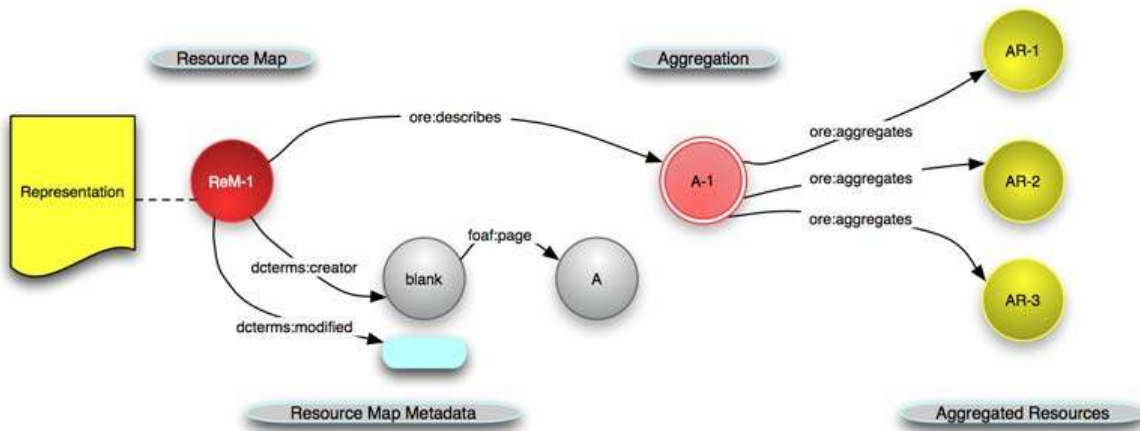 Resource Map
Aggregation
AR-1
ore:describes
ore:aggregates
Representation
ReM-1
A-1
ore:aggregates
AR-2
ore:aggregates
foaf:page
dcterms:creator
blank
A
AR-3
dcterms:modified
Resource Map Metadata
Aggregated Resources